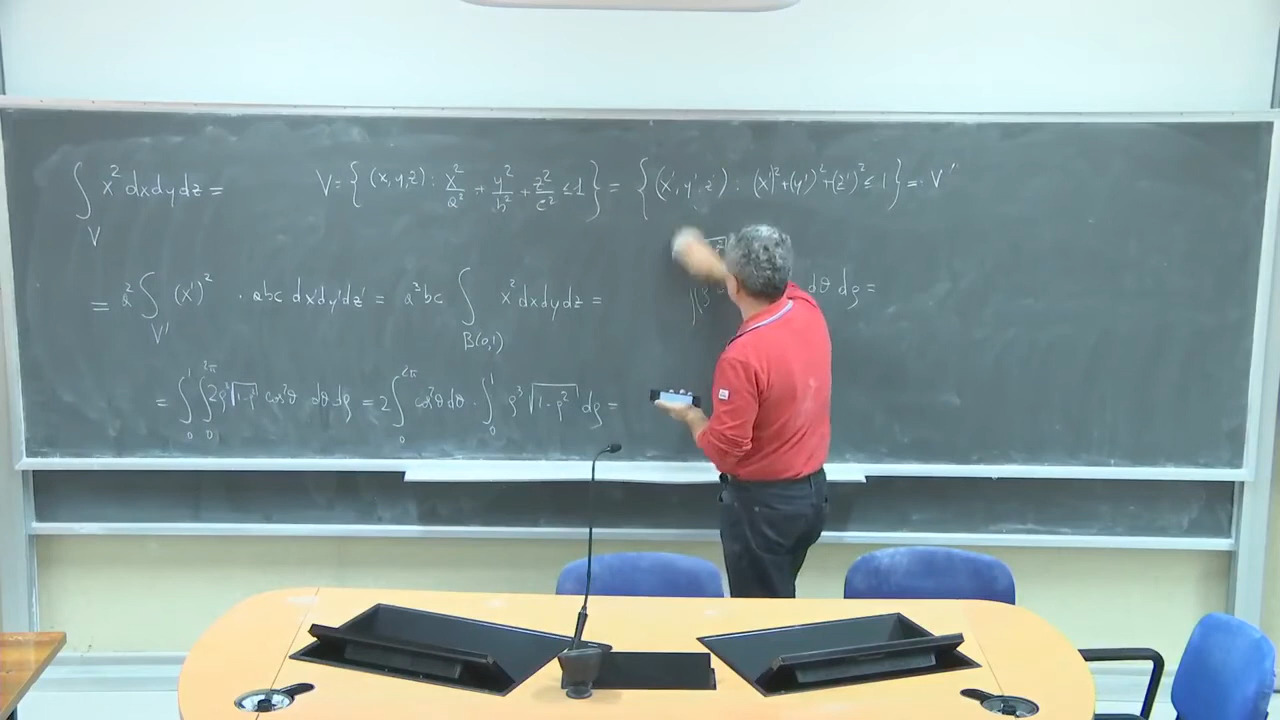 ∫_V x² dxdydz = V = { (x,y,z) : x²/a² + y²/b² + z²/c² ≤ 1 } = { (x',y',z') : (x')² + (y')² + (z')² ≤ 1 } =: V'
= a² ∫_V' (x')² · abc dx'dy'dz' = a³bc ∫_B(0,1) x² dxdydz = dθ dρ =
= ∫_0^1 ∫_0^2π 2ρ³√(1-ρ²) cos²θ dθ dρ = 2 ∫_0^2π cos²θ dθ · ∫_0^1 ρ³ √(1-ρ²) dρ =